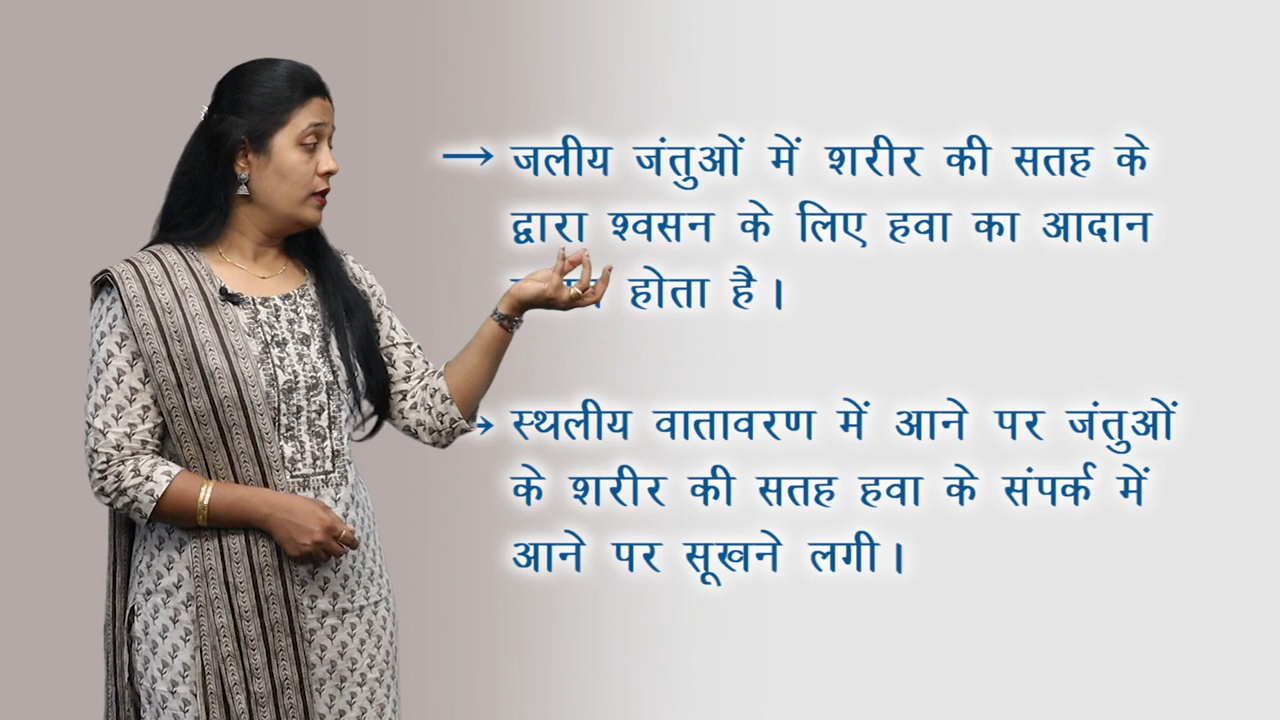 → जलीय जंतुओं में शरीर की सतह के
द्वारा श्वसन के लिए हवा का आदान
होता है।
→ स्थलीय वातावरण में आने पर जंतुओं
के शरीर की सतह हवा के संपर्क में
आने पर सूखने लगी।